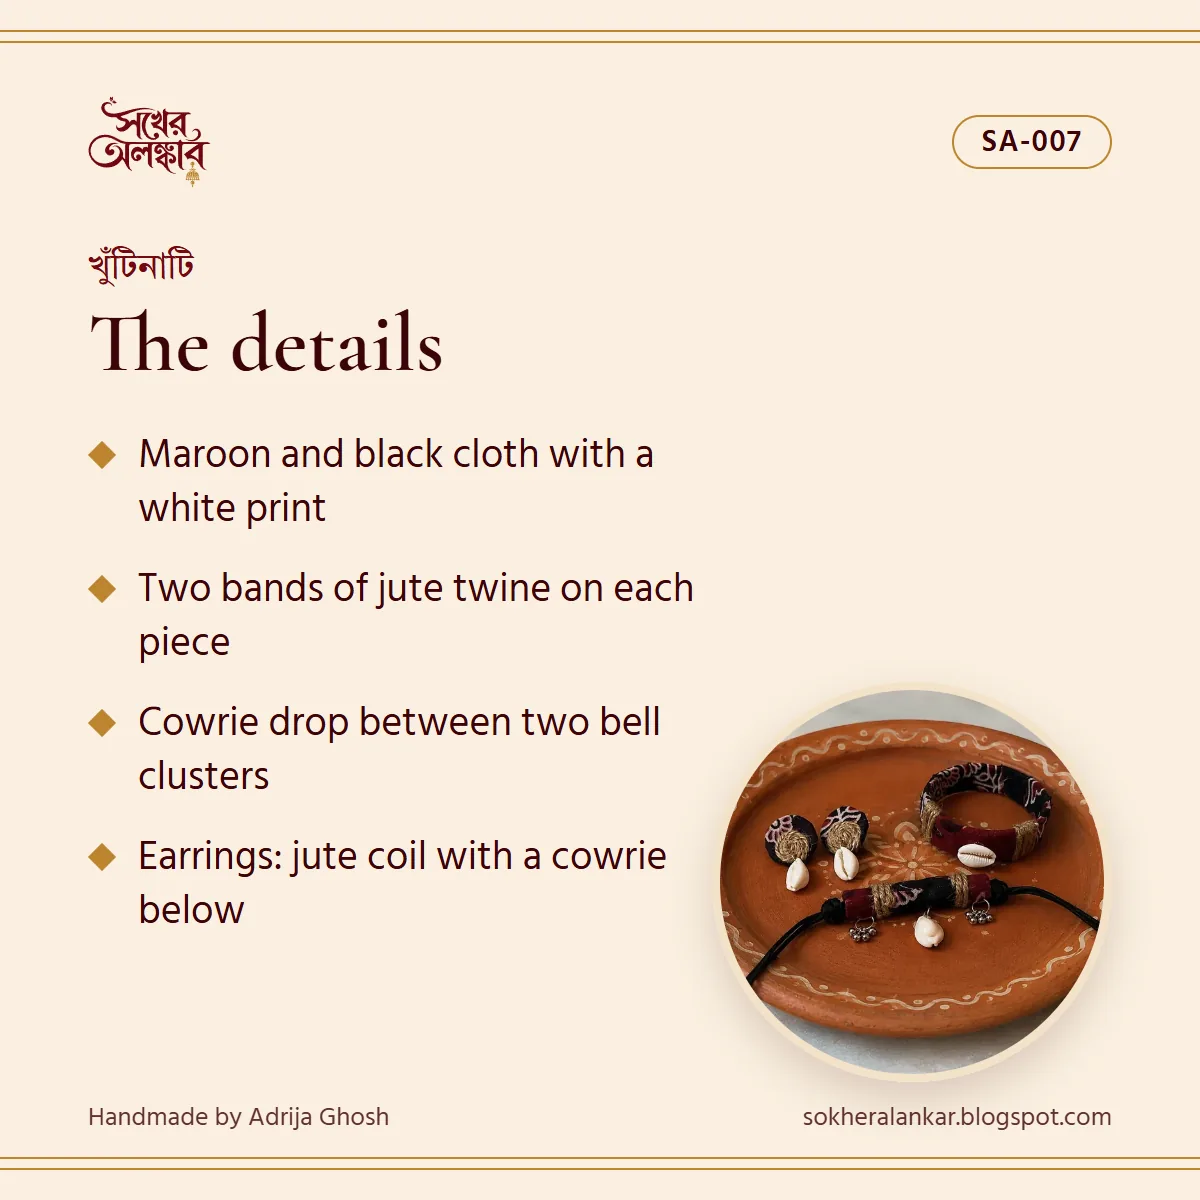 সখের
অলঙ্কার
SA-007
খুঁটিনাটি
The details
Maroon and black cloth with a
white print
Two bands of jute twine on each
piece
Cowrie drop between two bell
clusters
Earrings: jute coil with a cowrie
below
Handmade by Adrija Ghosh
sokheralankar.blogspot.com